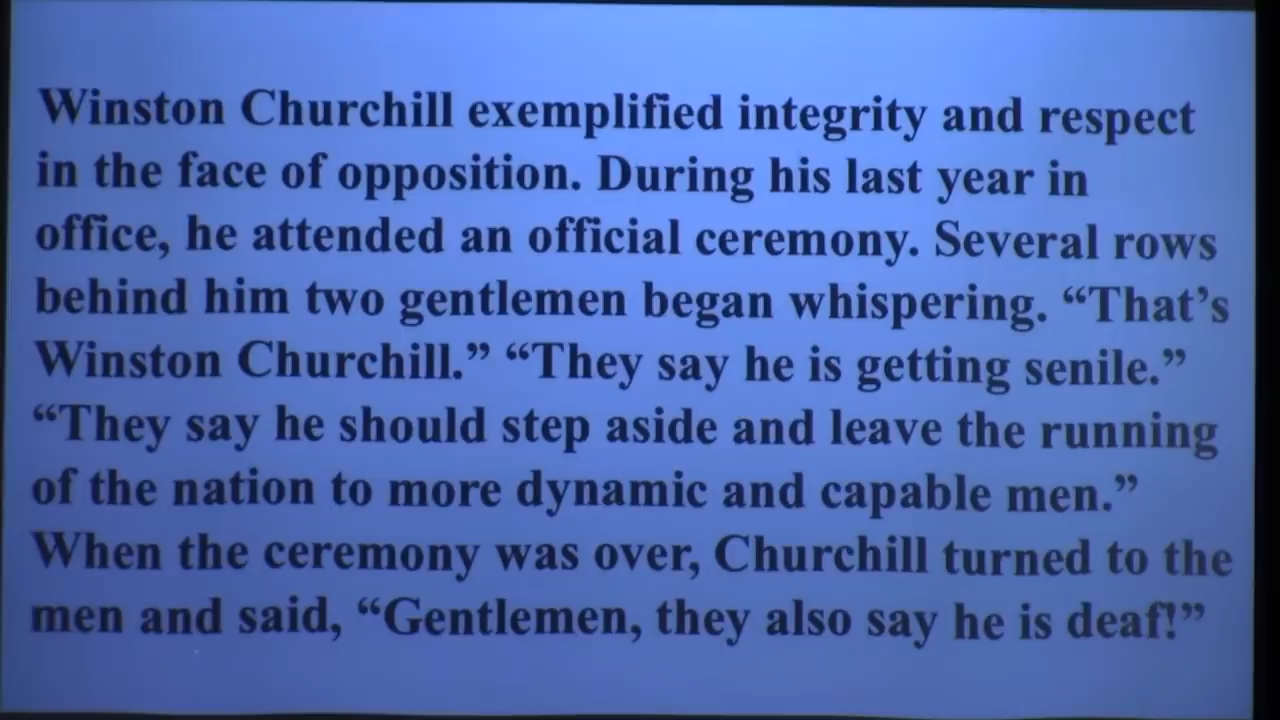 Winston Churchill exemplified integrity and respect
in the face of opposition. During his last year in
office, he attended an official ceremony. Several rows
behind him two gentlemen began whispering. “That’s
Winston Churchill.” “They say he is getting senile.”
“They say he should step aside and leave the running
of the nation to more dynamic and capable men.”
When the ceremony was over, Churchill turned to the
men and said, “Gentlemen, they also say he is deaf!”